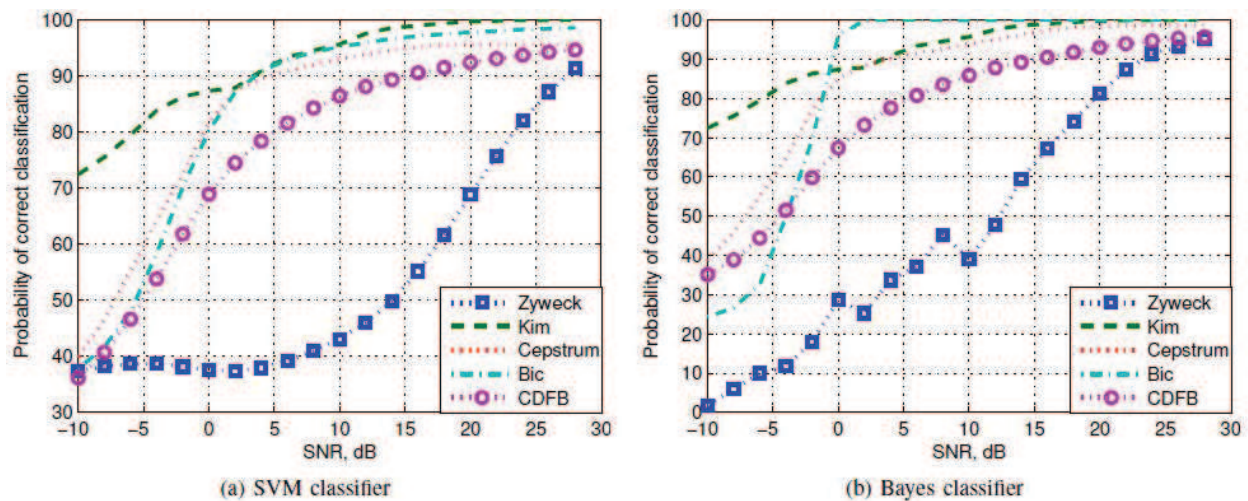 100
90
80
70
60
50
40
30
Probability of correct classification
−10 −5 0 5 10 15 20 25 30
SNR, dB
Zyweck
Kim
Cepstrum
Bic
CDFB
(a) SVM classifier
100
90
80
70
60
50
40
30
20
10
0
Probability of correct classification
−10 −5 0 5 10 15 20 25 30
SNR, dB
Zyweck
Kim
Cepstrum
Bic
CDFB
(b) Bayes classifier